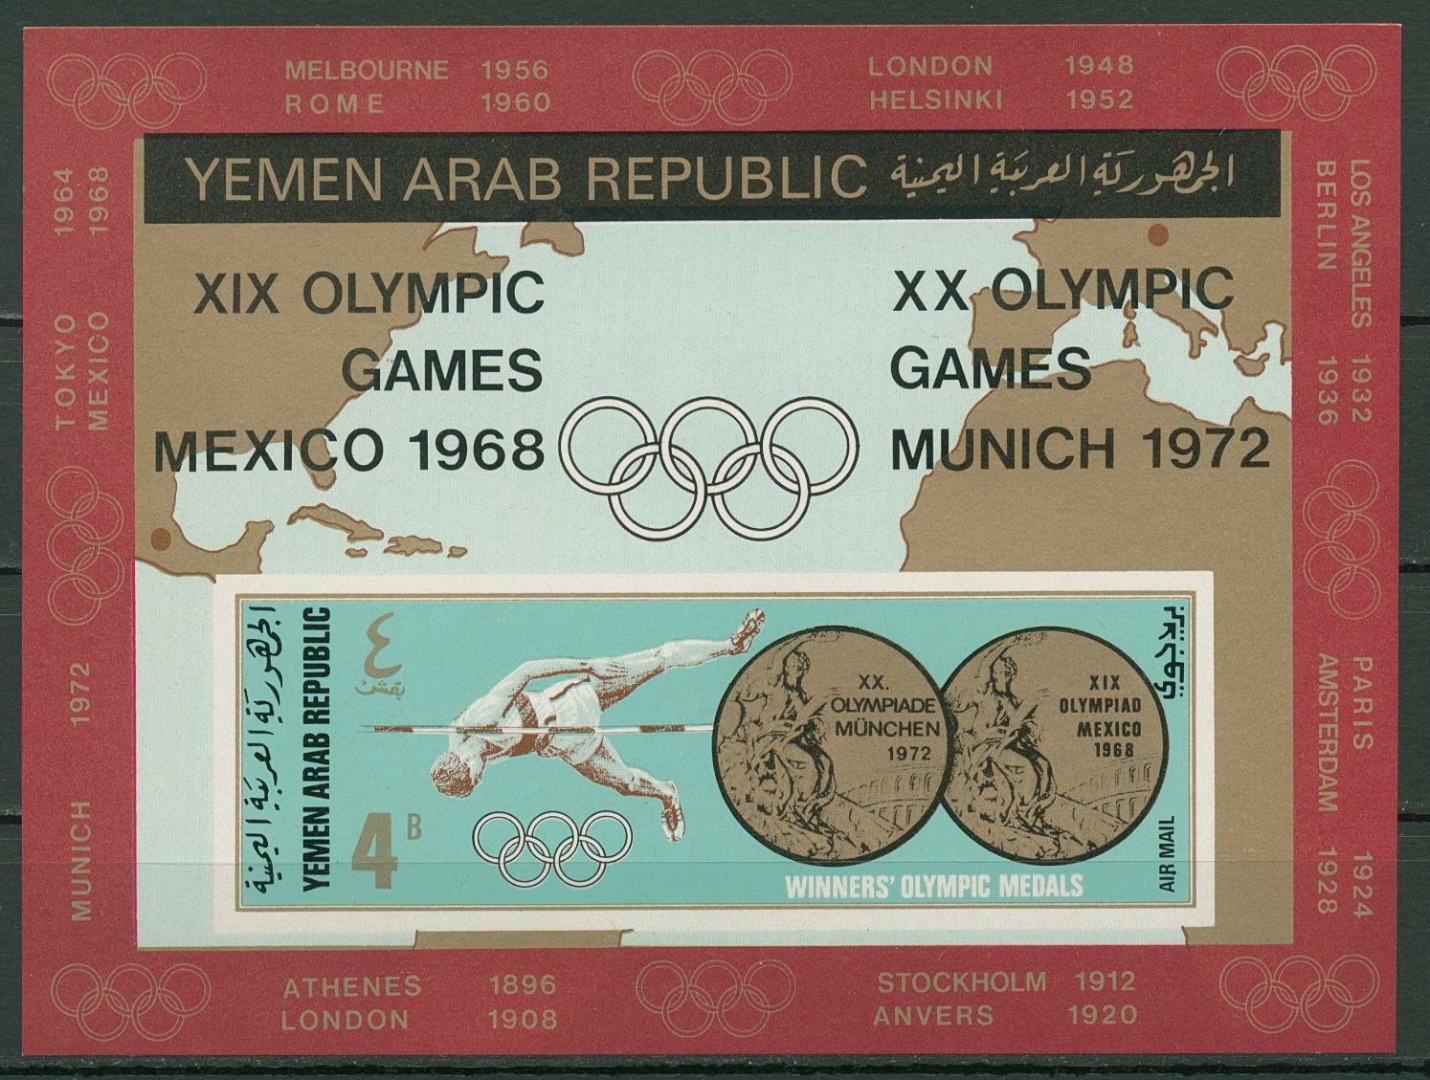 MELBOURNE 1956
ROME 1960
LONDON 1948
HELSINKI 1952
YEMEN ARAB REPUBLIC الجمهورية العربية اليمنية
XIX OLYMPIC
GAMES
MEXICO 1968
XX OLYMPIC
GAMES
MUNICH 1972
TOKYO 1964
MEXICO 1968
MUNICH 1972
LOS ANGELES 1932
BERLIN 1936
PARIS 1924
AMSTERDAM 1928
الجمهورية العربية اليمنية
YEMEN ARAB REPUBLIC
٤
بقش
4 B
XX.
OLYMPIADE
MÜNCHEN
1972
XIX
OLYMPIAD
MEXICO
1968
بريد جوي
AIR MAIL
WINNERS' OLYMPIC MEDALS
ATHENES 1896
LONDON 1908
STOCKHOLM 1912
ANVERS 1920